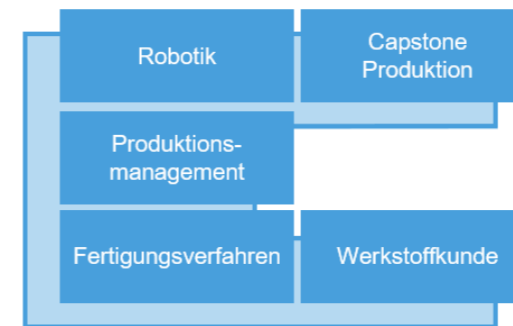 Robotik
Capstone
Produktion
Produktions-
management
Fertigungsverfahren
Werkstoffkunde